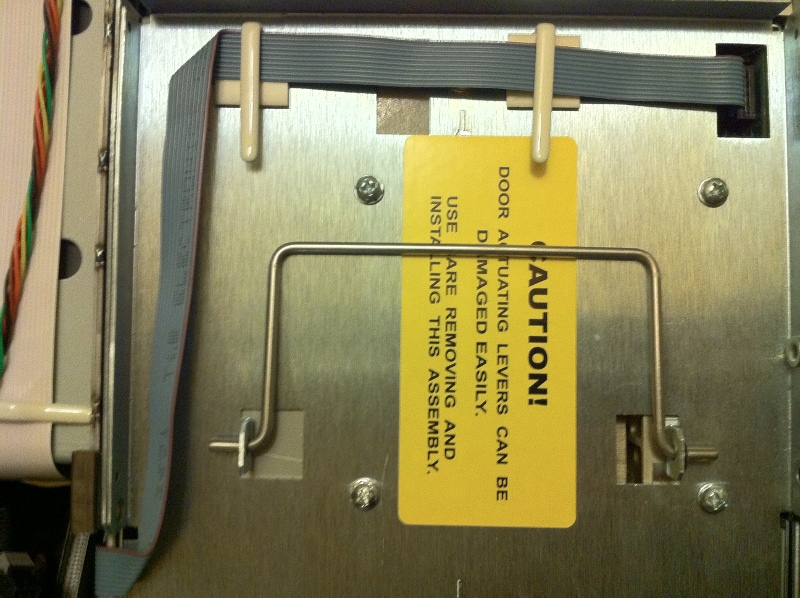 CAUTION!
DOOR ACTUATING LEVERS CAN BE
DAMAGED EASILY.
USE CARE REMOVING AND
INSTALLING THIS ASSEMBLY.